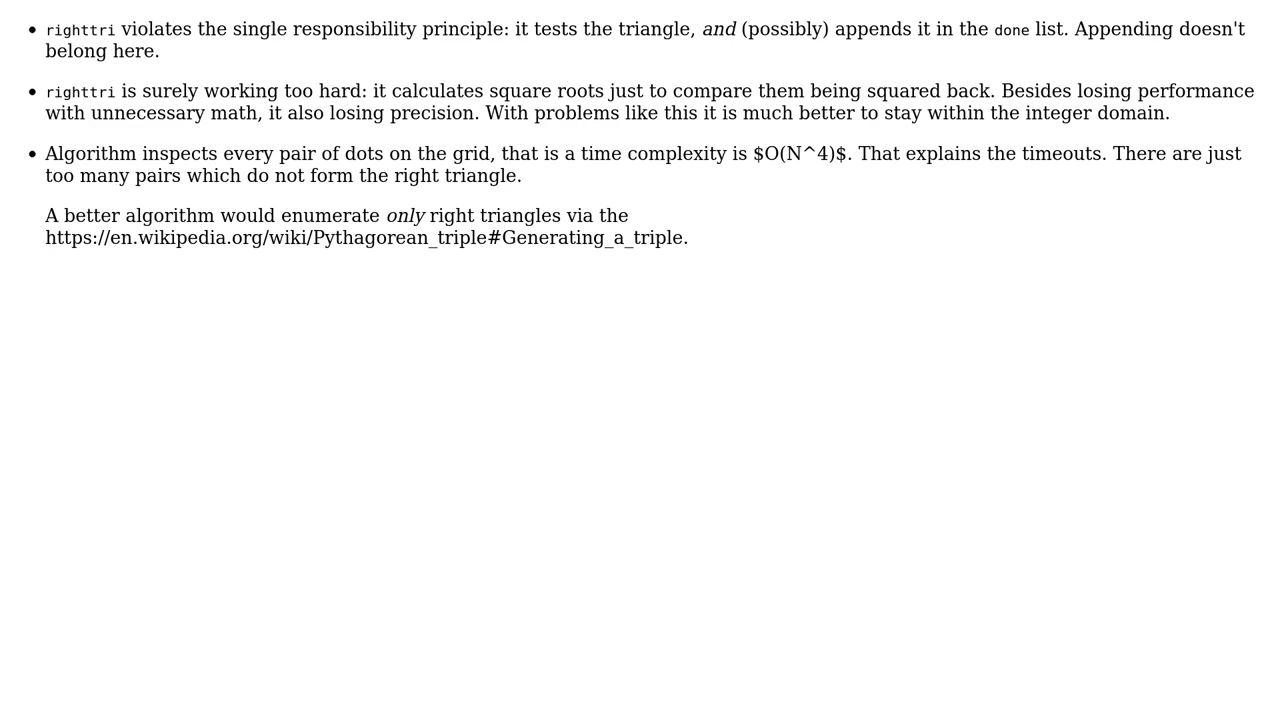 • righttri violates the single responsibility principle: it tests the triangle, and (possibly) appends it in the done list. Appending doesn't
belong here.
• righttri is surely working too hard: it calculates square roots just to compare them being squared back. Besides losing performance
with unnecessary math, it also losing precision. With problems like this it is much better to stay within the integer domain.
• Algorithm inspects every pair of dots on the grid, that is a time complexity is $O(N^4)$. That explains the timeouts. There are just
too many pairs which do not form the right triangle.
A better algorithm would enumerate only right triangles via the
https://en.wikipedia.org/wiki/Pythagorean_triple#Generating_a_triple.